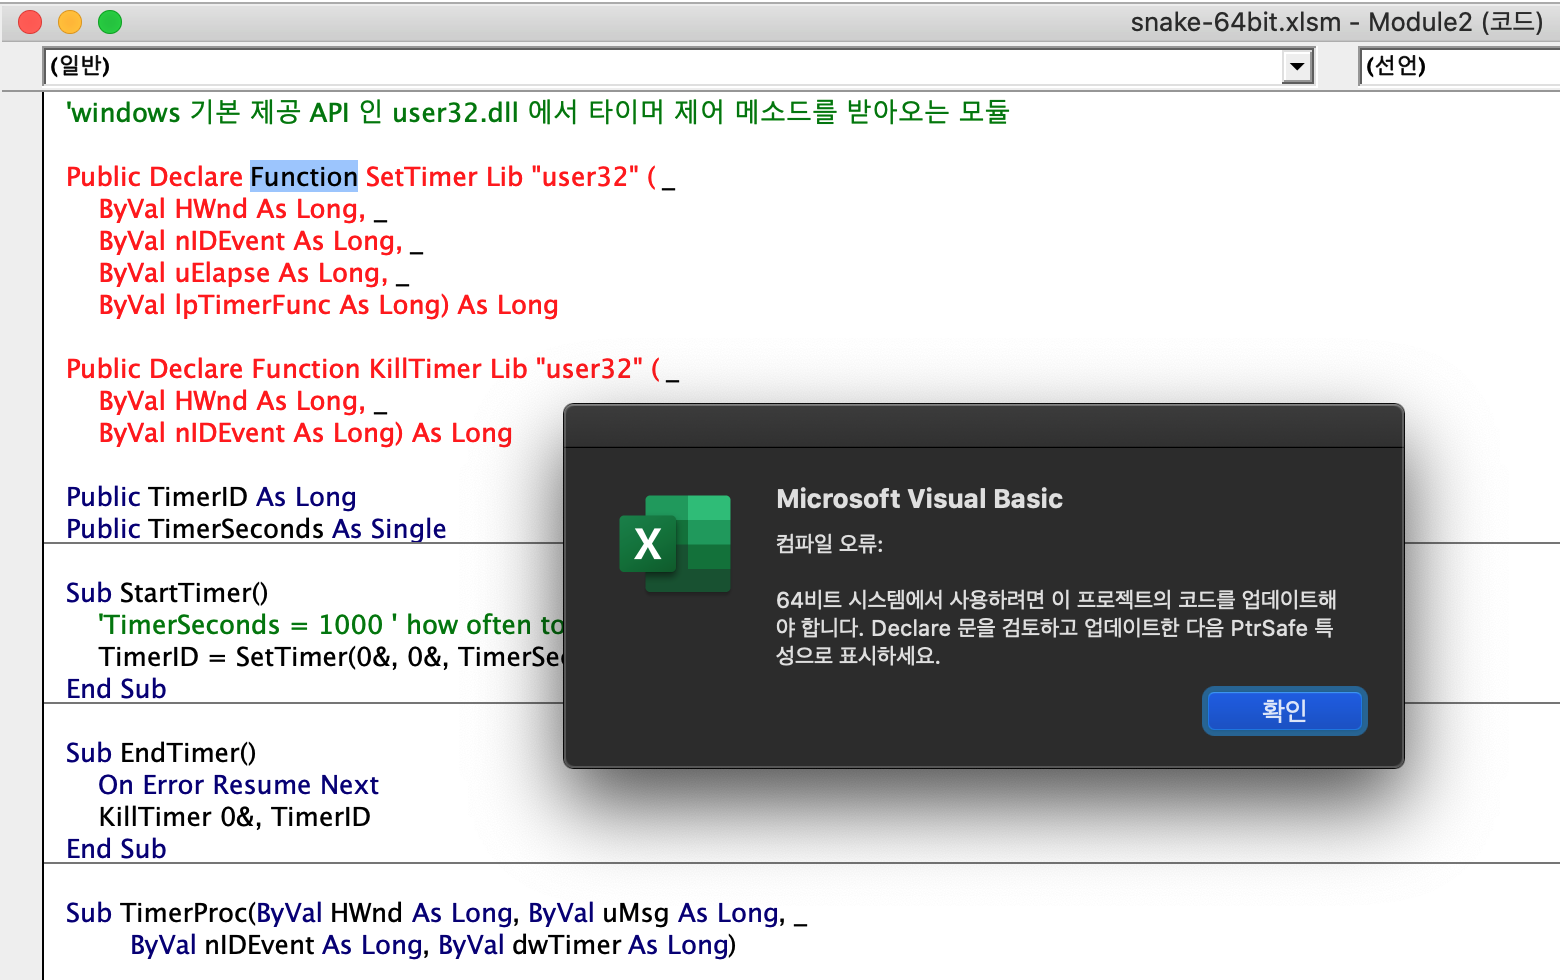 snake-64bit.xlsm - Module2 (코드)
(일반)
(선언)
'windows 기본 제공 API 인 user32.dll 에서 타이머 제어 메소드를 받아오는 모듈
Public Declare Function SetTimer Lib "user32" ( _
ByVal HWnd As Long, _
ByVal nIDEvent As Long, _
ByVal uElapse As Long, _
ByVal lpTimerFunc As Long) As Long
Public Declare Function KillTimer Lib "user32" ( _
ByVal HWnd As Long, _
ByVal nIDEvent As Long) As Long
Public TimerID As Long
Public TimerSeconds As Single
Sub StartTimer()
'TimerSeconds = 1000 ' how often to
TimerID = SetTimer(0&, 0&, TimerSec
End Sub
Sub EndTimer()
On Error Resume Next
KillTimer 0&, TimerID
End Sub
Sub TimerProc(ByVal HWnd As Long, ByVal uMsg As Long, _
ByVal nIDEvent As Long, ByVal dwTimer As Long)
X
Microsoft Visual Basic
컴파일 오류:
64비트 시스템에서 사용하려면 이 프로젝트의 코드를 업데이트해
야 합니다. Declare 문을 검토하고 업데이트한 다음 PtrSafe 특
성으로 표시하세요.
확인